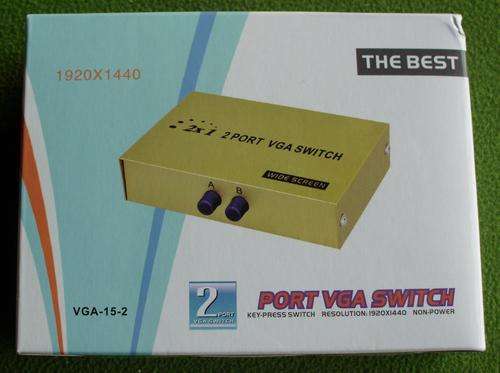 1920X1440
THE BEST
2x1 2 PORT VGA SWITCH
WIDE SCREEN
A B
VGA-15-2
2 PORT
VGA SWITCH
PORT VGA SWITCH
KEY-PRESS SWITCH RESOLUTION:1920X1440 NON-POWER